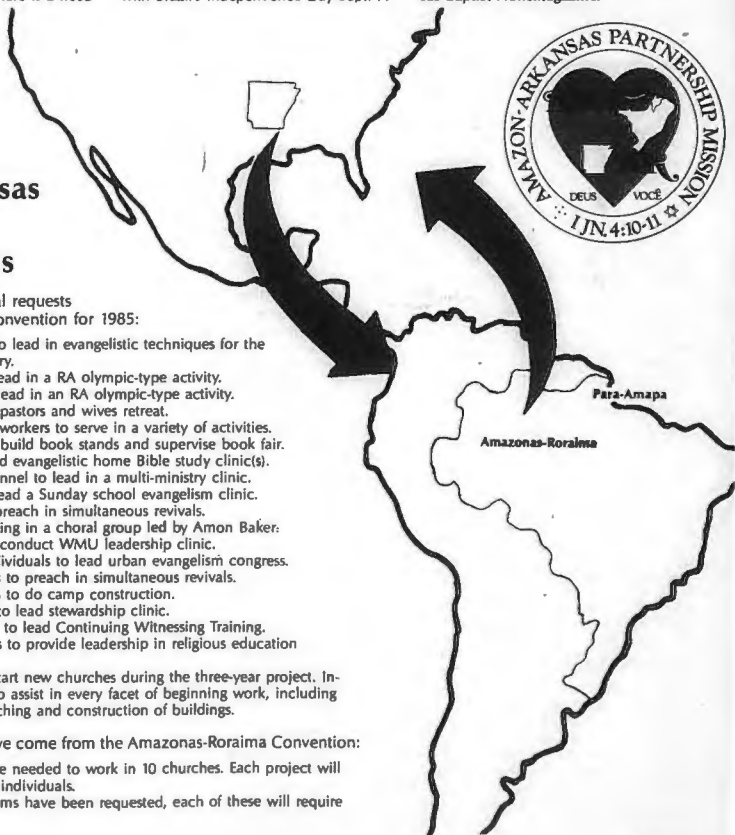 is a need with Brazil's Independence Day Sept. 7.
AMAZON-ARKANSAS PARTNERSHIP MISSION
DEUS VOCÊ
I JN. 4:10-11
sas
s
l requests
onvention for 1985:
o lead in evangelistic techniques for the
ry.
ead in a RA olympic-type activity.
lead in an RA olympic-type activity.
pastors and wives retreat.
workers to serve in a variety of activities.
build book stands and supervise book fair.
d evangelistic home Bible study clinic(s).
nnel to lead in a multi-ministry clinic.
ead a Sunday school evangelism clinic.
preach in simultaneous revivals.
ing in a choral group led by Amon Baker.
conduct WMU leadership clinic.
ividuals to lead urban evangelism congress.
s to preach in simultaneous revivals.
s to do camp construction.
to lead stewardship clinic.
to lead Continuing Witnessing Training.
s to provide leadership in religious education
tart new churches during the three-year project. In-
o assist in every facet of beginning work, including
ching and construction of buildings.
ve come from the Amazonas-Roraima Convention:
e needed to work in 10 churches. Each project will
individuals.
ms have been requested, each of these will require
Para-Amapa
Amazonas-Roraima